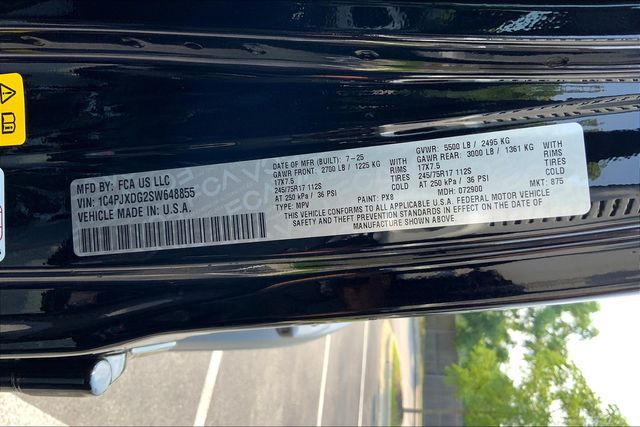 MFD BY: FCA US LLC
VIN: 1C4PJXDG2SW648855
VEHICLE MADE IN U.S.A.
DATE OF MFR (BUILT): 7-25
GAWR FRONT: 2700 LB / 1225 KG WITH
17X7.5 RIMS
245/75R17 112S TIRES
AT 250 kPa / 36 PSI COLD
TYPE: MPV PAINT: PX8
GVWR: 5500 LB / 2495 KG
GAWR REAR: 3000 LB / 1361 KG WITH
17X7.5 RIMS
245/75R17 112S TIRES
AT 250 kPa / 36 PSI COLD
MDH: 072900 MKT: 875
THIS VEHICLE CONFORMS TO ALL APPLICABLE U.S.A. FEDERAL MOTOR VEHICLE
SAFETY AND THEFT PREVENTION STANDARDS IN EFFECT ON THE DATE OF
MANUFACTURE SHOWN ABOVE.